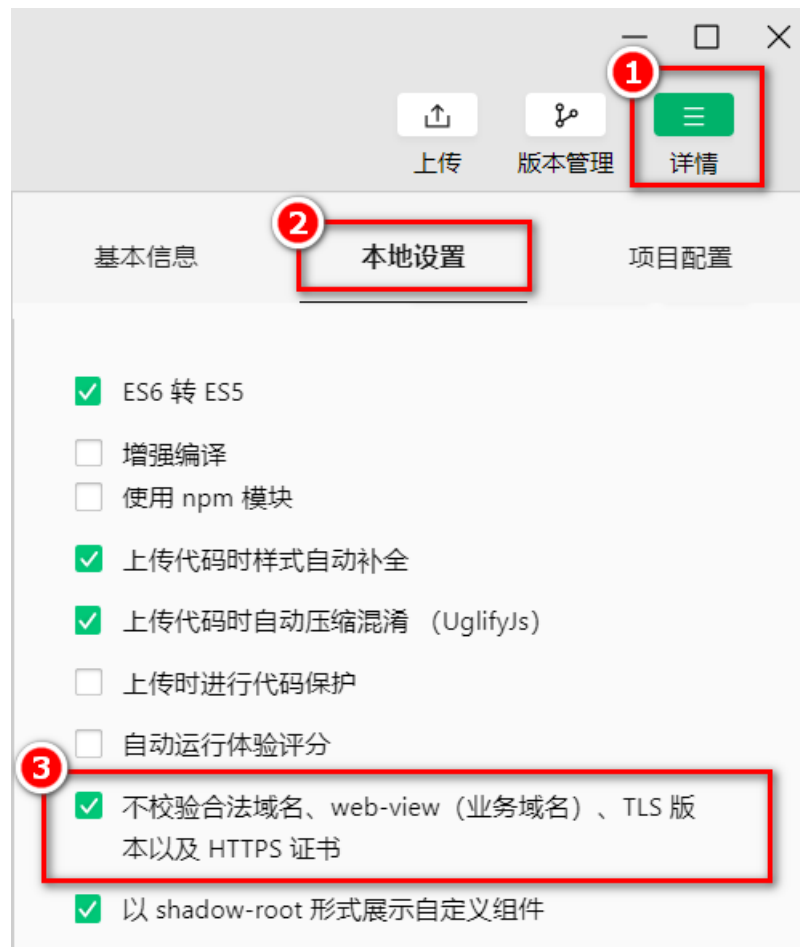 1
上传
版本管理
详情
2
基本信息
本地设置
项目配置
ES6 转 ES5
增强编译
使用 npm 模块
上传代码时样式自动补全
上传代码时自动压缩混淆 （UglifyJs）
上传时进行代码保护
自动运行体验评分
3
不校验合法域名、web-view（业务域名）、TLS 版
本以及 HTTPS 证书
以 shadow-root 形式展示自定义组件